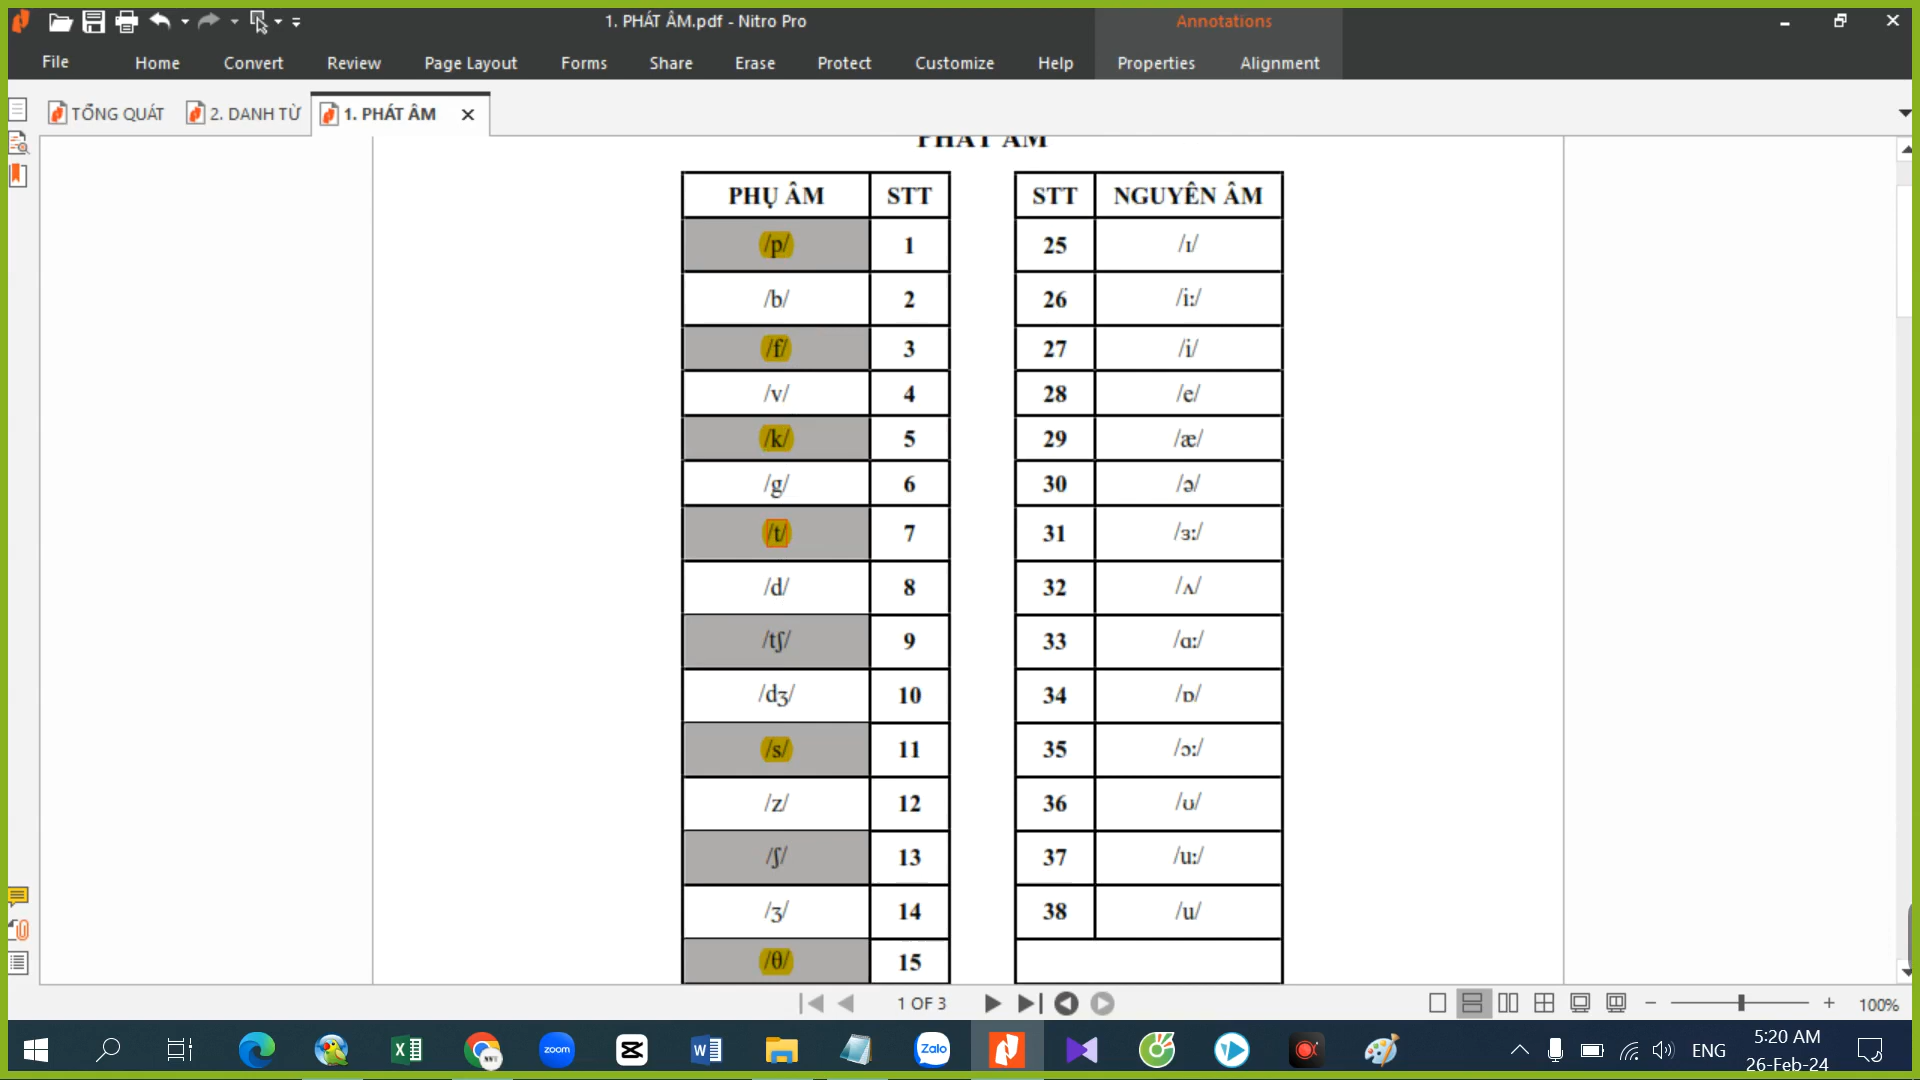 1. PHÁT ÂM.pdf - Nitro Pro
Annotations
File Home Convert Review Page Layout Forms Share Erase Protect Customize Help Properties Alignment
TỔNG QUÁT 2. DANH TỪ 1. PHÁT ÂM
PHÁT ÂM
PHỤ ÂM STT STT NGUYÊN ÂM
/p/ 1 25 /ɪ/
/b/ 2 26 /i:/
/f/ 3 27 /i/
/v/ 4 28 /e/
/k/ 5 29 /æ/
/g/ 6 30 /ə/
/t/ 7 31 /ɜ:/
/d/ 8 32 /ʌ/
/tʃ/ 9 33 /ɑ:/
/dʒ/ 10 34 /ɒ/
/s/ 11 35 /ɔ:/
/z/ 12 36 /ʊ/
/ʃ/ 13 37 /u:/
/ʒ/ 14 38 /u/
/θ/ 15
1 OF 3
100%
zoom
Zalo
ENG
5:20 AM
26-Feb-24